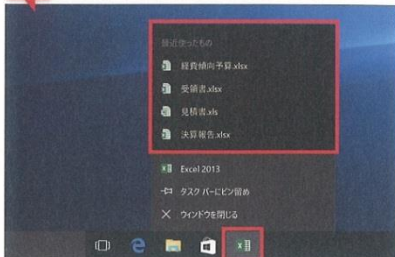 最近使ったもの
経費傾向予算.xlsx
受領書.xlsx
見積書.xls
決算報告.xlsx
Excel 2013
タスク バーにピン留め
ウィンドウを閉じる